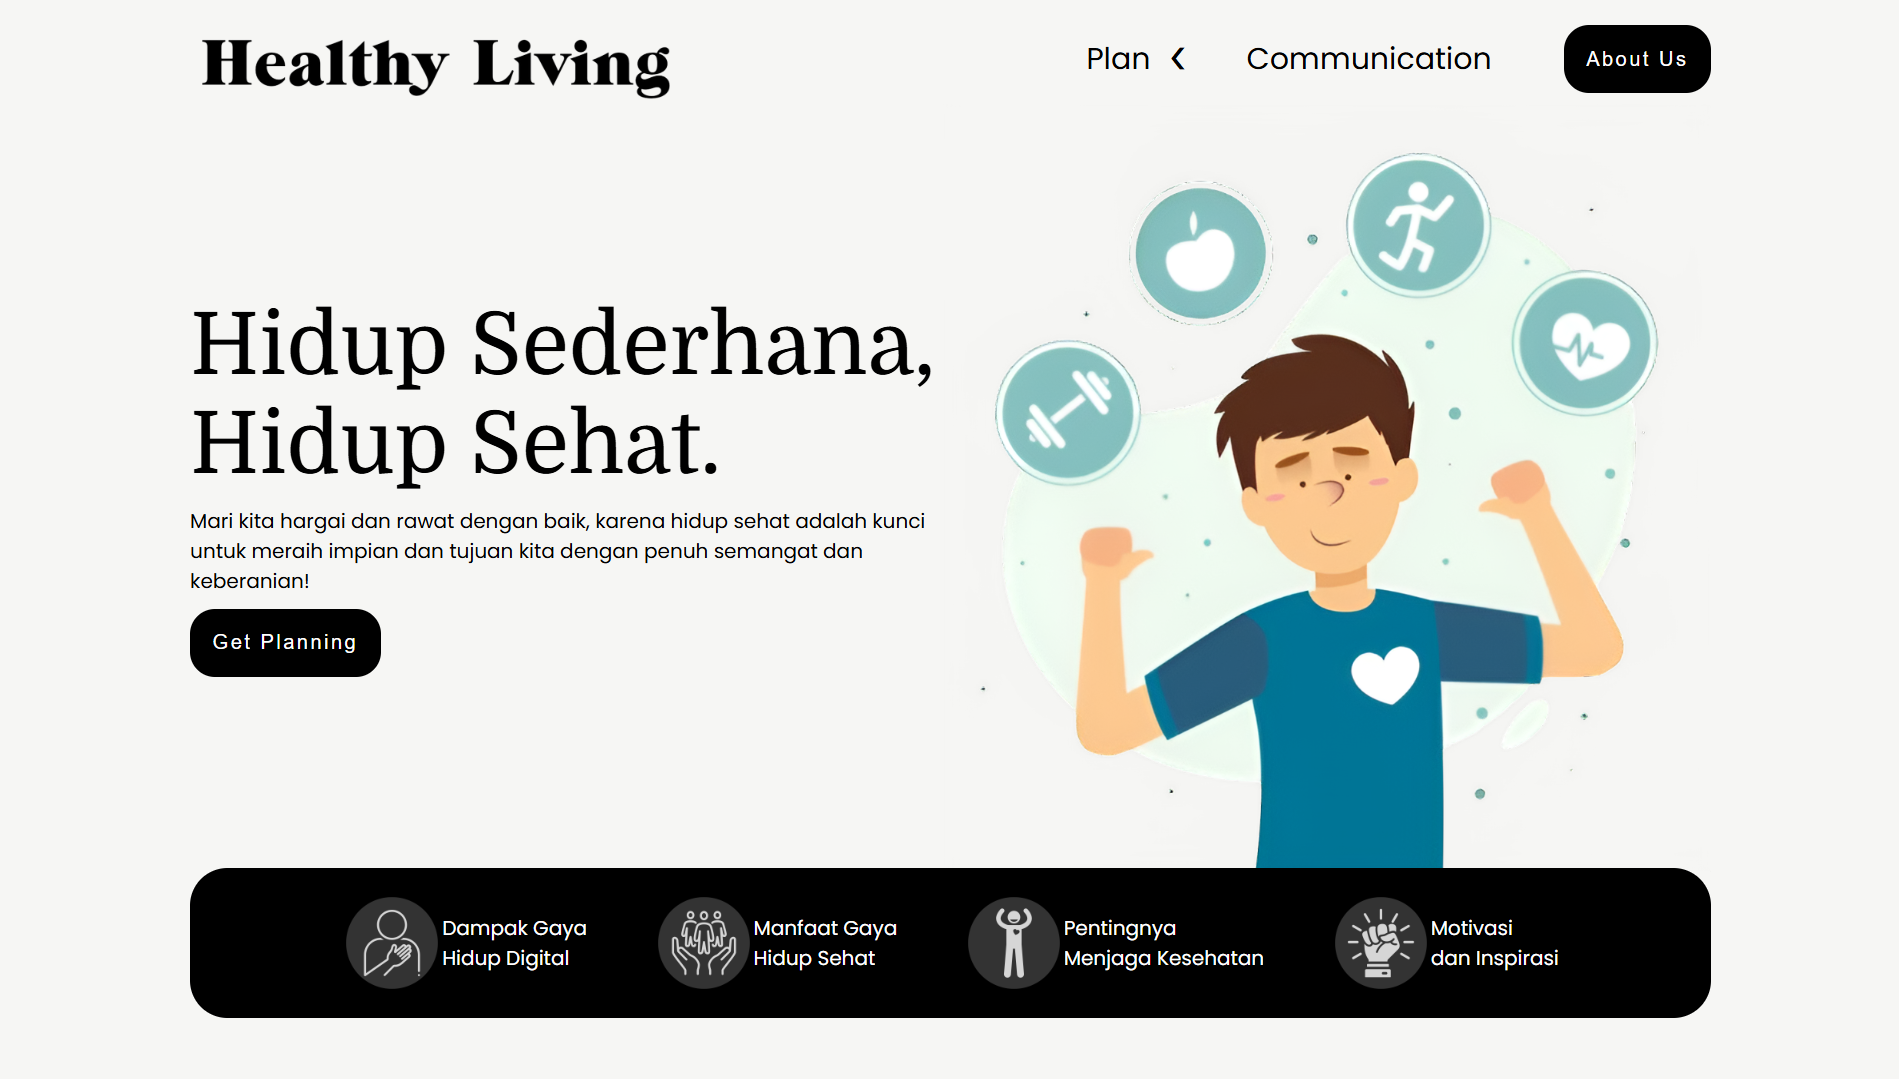 Healthy Living
Plan Communication About Us
Hidup Sederhana,
Hidup Sehat.
Mari kita hargai dan rawat dengan baik, karena hidup sehat adalah kunci
untuk meraih impian dan tujuan kita dengan penuh semangat dan
keberanian!
Get Planning
Dampak Gaya
Hidup Digital
Manfaat Gaya
Hidup Sehat
Pentingnya
Menjaga Kesehatan
Motivasi
dan Inspirasi